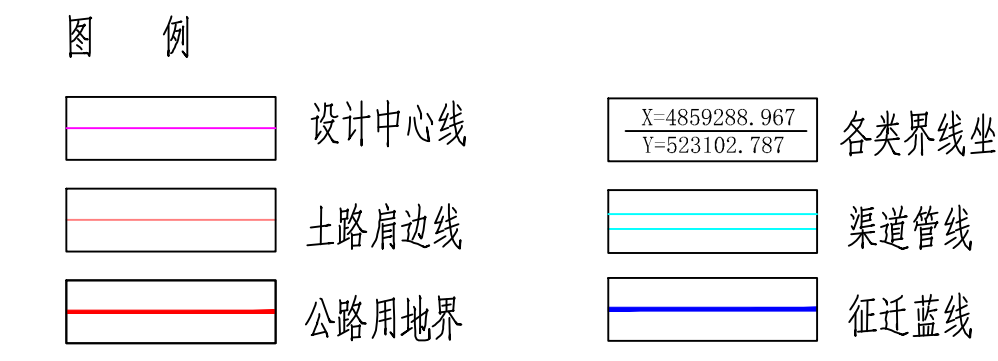 图 例
设计中心线
X=4859288.967
Y=523102.787
各类界线坐
土路肩边线
渠道管线
公路用地界
征迁蓝线